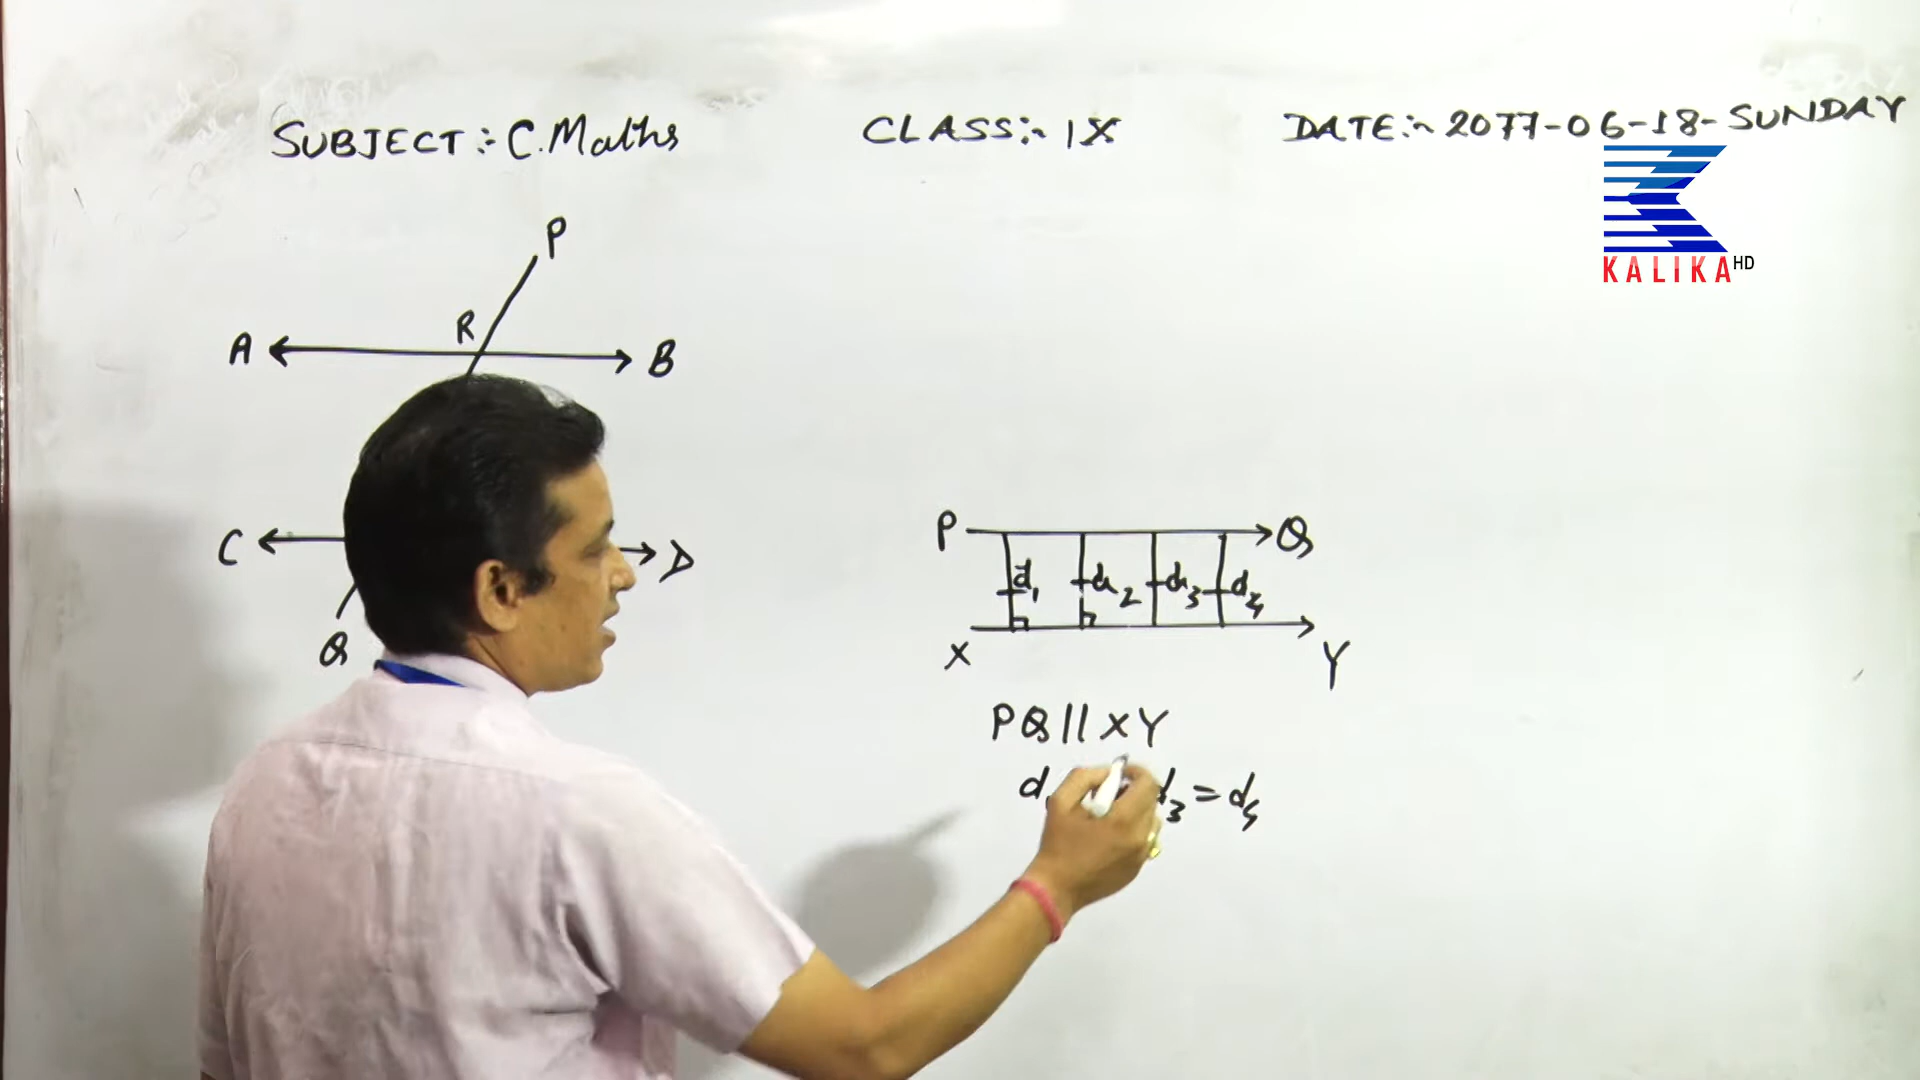 SUBJECT:- C.Maths CLASS:- IX DATE:- 2077-06-18-SUNDAY
KALIKA HD
P
R
A B
C D
Q
P Q
d1 d2 d3 d4
X Y
PQ || XY
d d3 = d4